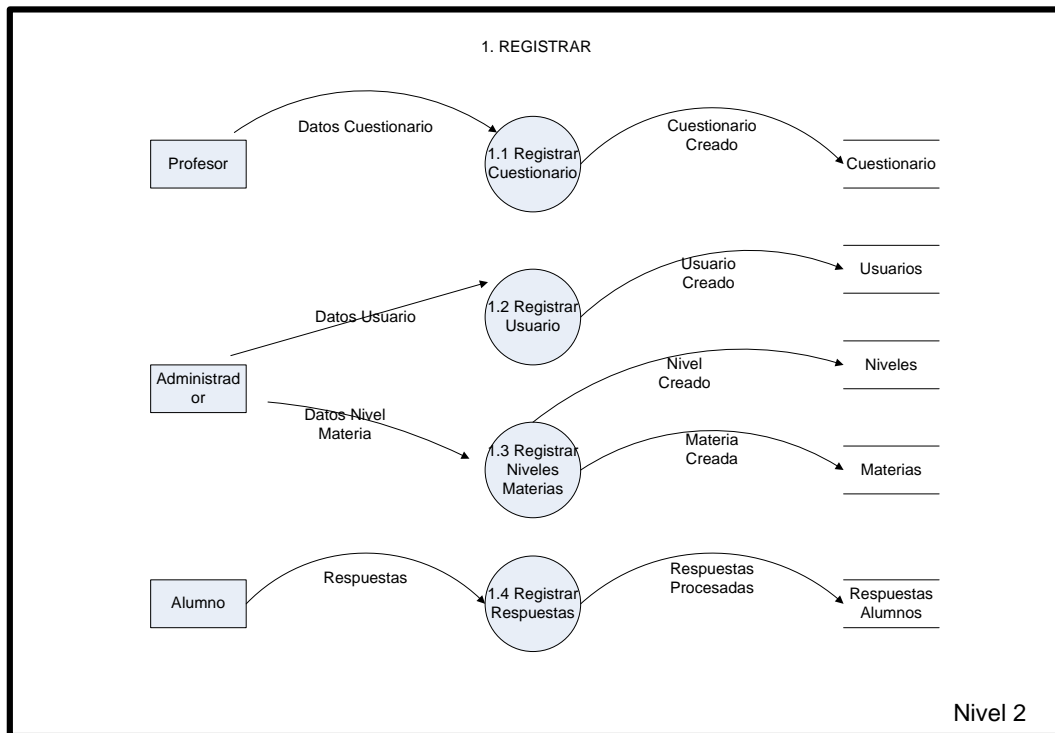 1. REGISTRAR
Datos Cuestionario
Cuestionario
Creado
Profesor
1.1 Registrar
Cuestionario
Cuestionario
Usuario
Creado
Usuarios
Datos Usuario
1.2 Registrar
Usuario
Administrad
or
Nivel
Creado
Niveles
Datos Nivel
Materia
1.3 Registrar
Niveles
Materias
Materia
Creada
Materias
Alumno
Respuestas
1.4 Registrar
Respuestas
Respuestas
Procesadas
Respuestas
Alumnos
Nivel 2